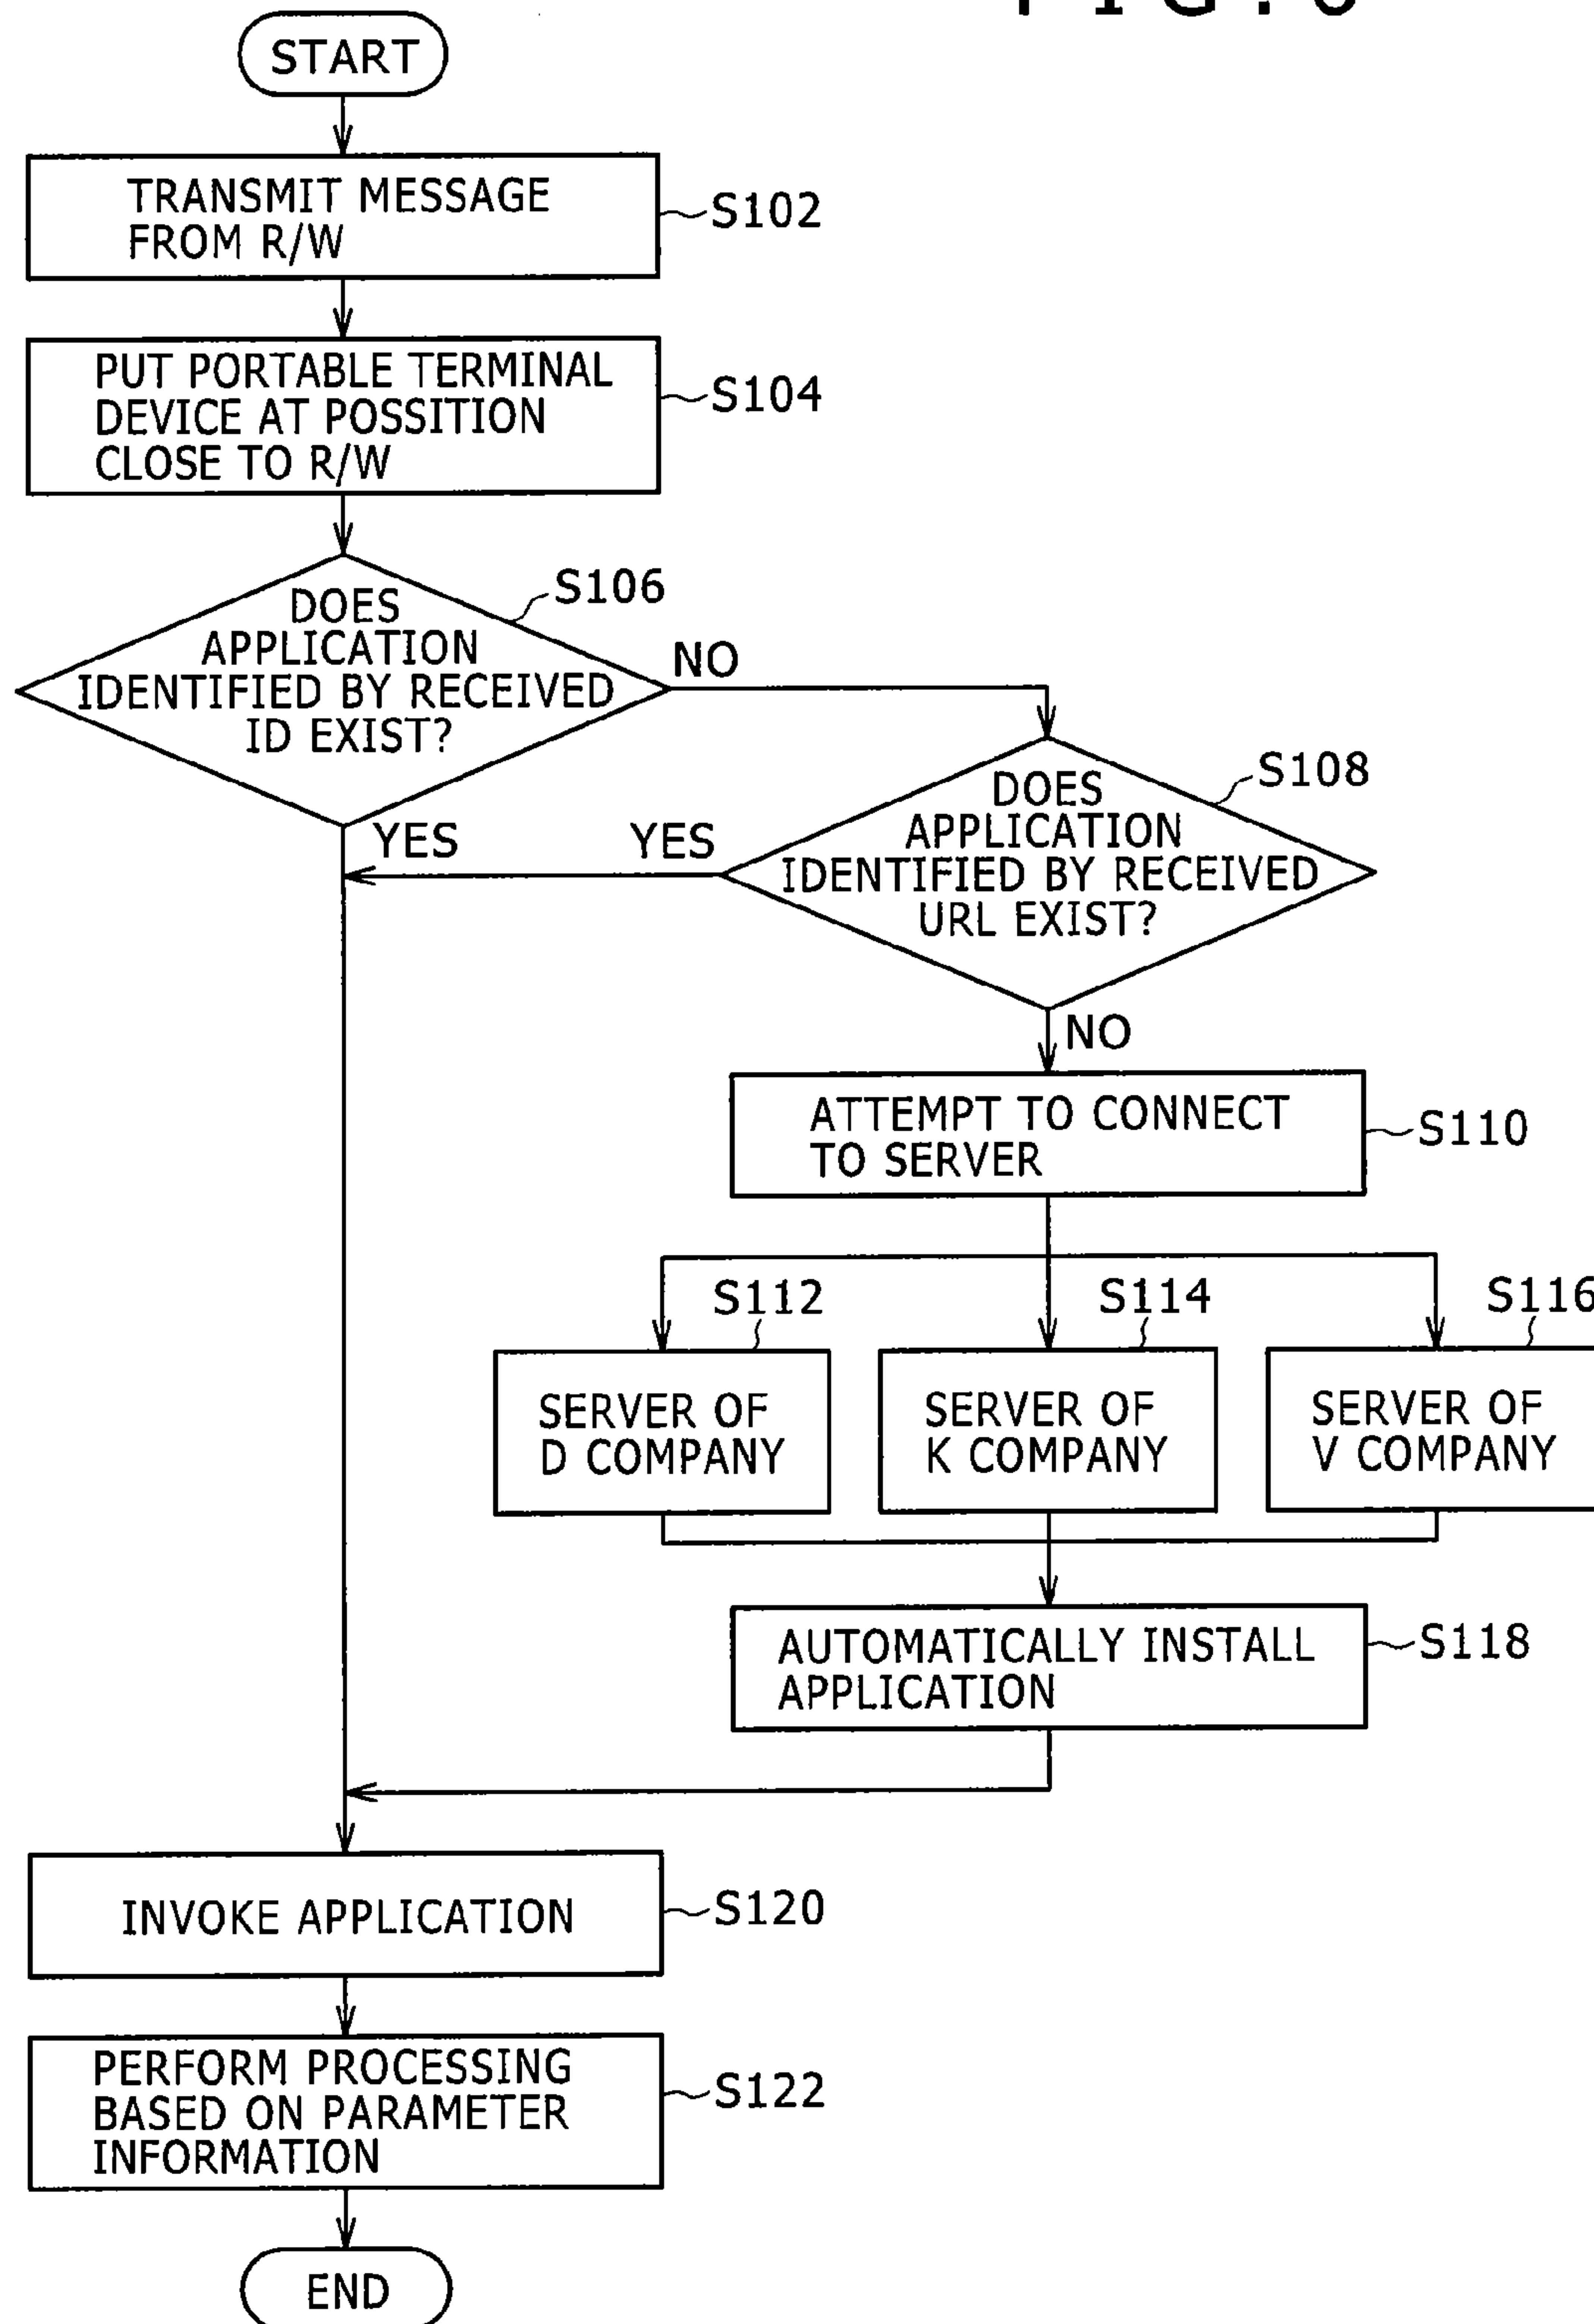 START
TRANSMIT MESSAGE
FROM R/W
S102
PUT PORTABLE TERMINAL
DEVICE AT POSSITION
CLOSE TO R/W
S104
DOES
APPLICATION
IDENTIFIED BY RECEIVED
ID EXIST?
S106
NO
YES
DOES
APPLICATION
IDENTIFIED BY RECEIVED
URL EXIST?
S108
YES
NO
ATTEMPT TO CONNECT
TO SERVER
S110
S112
SERVER OF
D COMPANY
S114
SERVER OF
K COMPANY
S116
SERVER OF
V COMPANY
AUTOMATICALLY INSTALL
APPLICATION
S118
INVOKE APPLICATION
S120
PERFORM PROCESSING
BASED ON PARAMETER
INFORMATION
S122
END